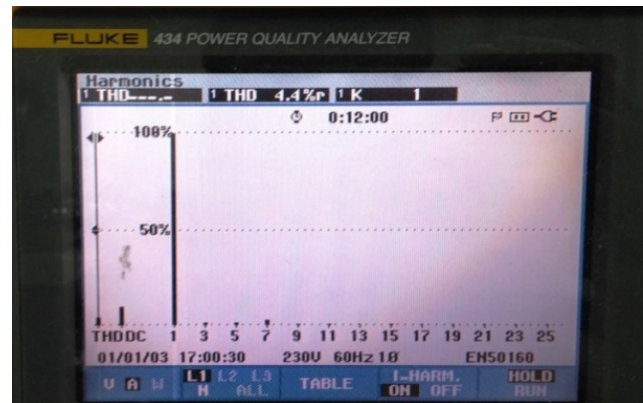 FLUKE 434 POWER QUALITY ANALYZER
Harmonics
1 THD---.- 1 THD 4.4%r 1 K 1
0:12:00
100%
50%
THD DC 1 3 5 7 9 11 13 15 17 19 21 23 25
01/01/03 17:00:30 230V 60Hz 1Ø EN50160
V A W L1 L2 L3 TABLE I-HARM. HOLD
N ALL ON OFF RUN